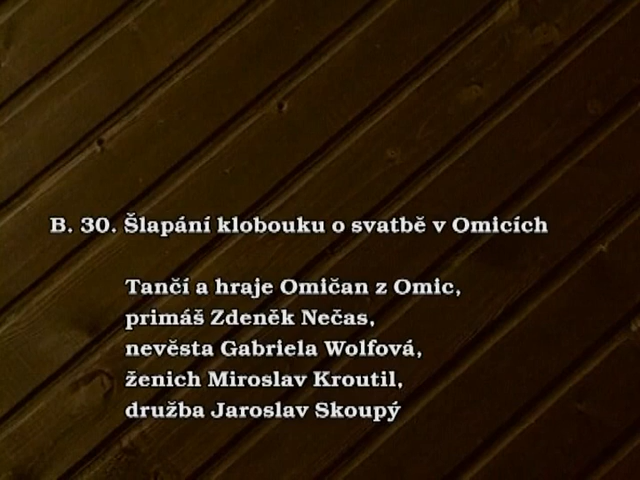 B. 30. Šlapání klobouku o svatbě v Omicích
Tančí a hraje Omičan z Omic,
primáš Zdeněk Nečas,
nevěsta Gabriela Wolfová,
ženich Miroslav Kroutil,
družba Jaroslav Skoupý